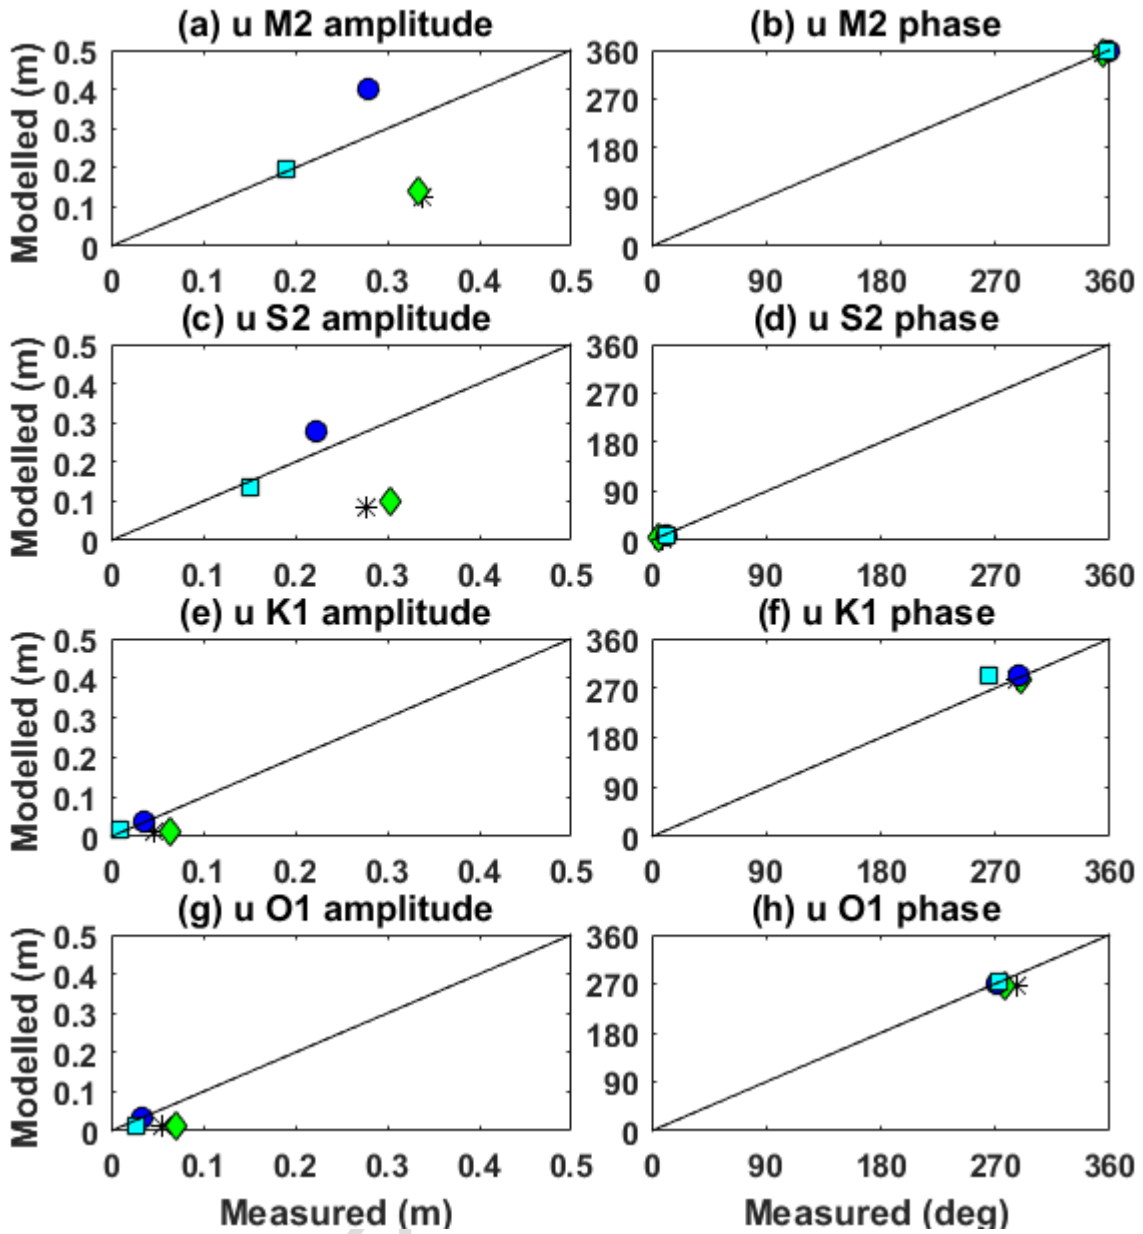 (a) u M2 amplitude
(b) u M2 phase
Modelled (m)
0.5
0.4
0.3
0.2
0.1
0
0 0.1 0.2 0.3 0.4 0.5
360
270
180
90
0
0 90 180 270 360
(c) u S2 amplitude
(d) u S2 phase
Modelled (m)
0.5
0.4
0.3
0.2
0.1
0
0 0.1 0.2 0.3 0.4 0.5
360
270
180
90
0
0 90 180 270 360
(e) u K1 amplitude
(f) u K1 phase
Modelled (m)
0.5
0.4
0.3
0.2
0.1
0
0 0.1 0.2 0.3 0.4 0.5
360
270
180
90
0
0 90 180 270 360
(g) u O1 amplitude
(h) u O1 phase
Modelled (m)
0.5
0.4
0.3
0.2
0.1
0
0 0.1 0.2 0.3 0.4 0.5
Measured (m)
360
270
180
90
0
0 90 180 270 360
Measured (deg)